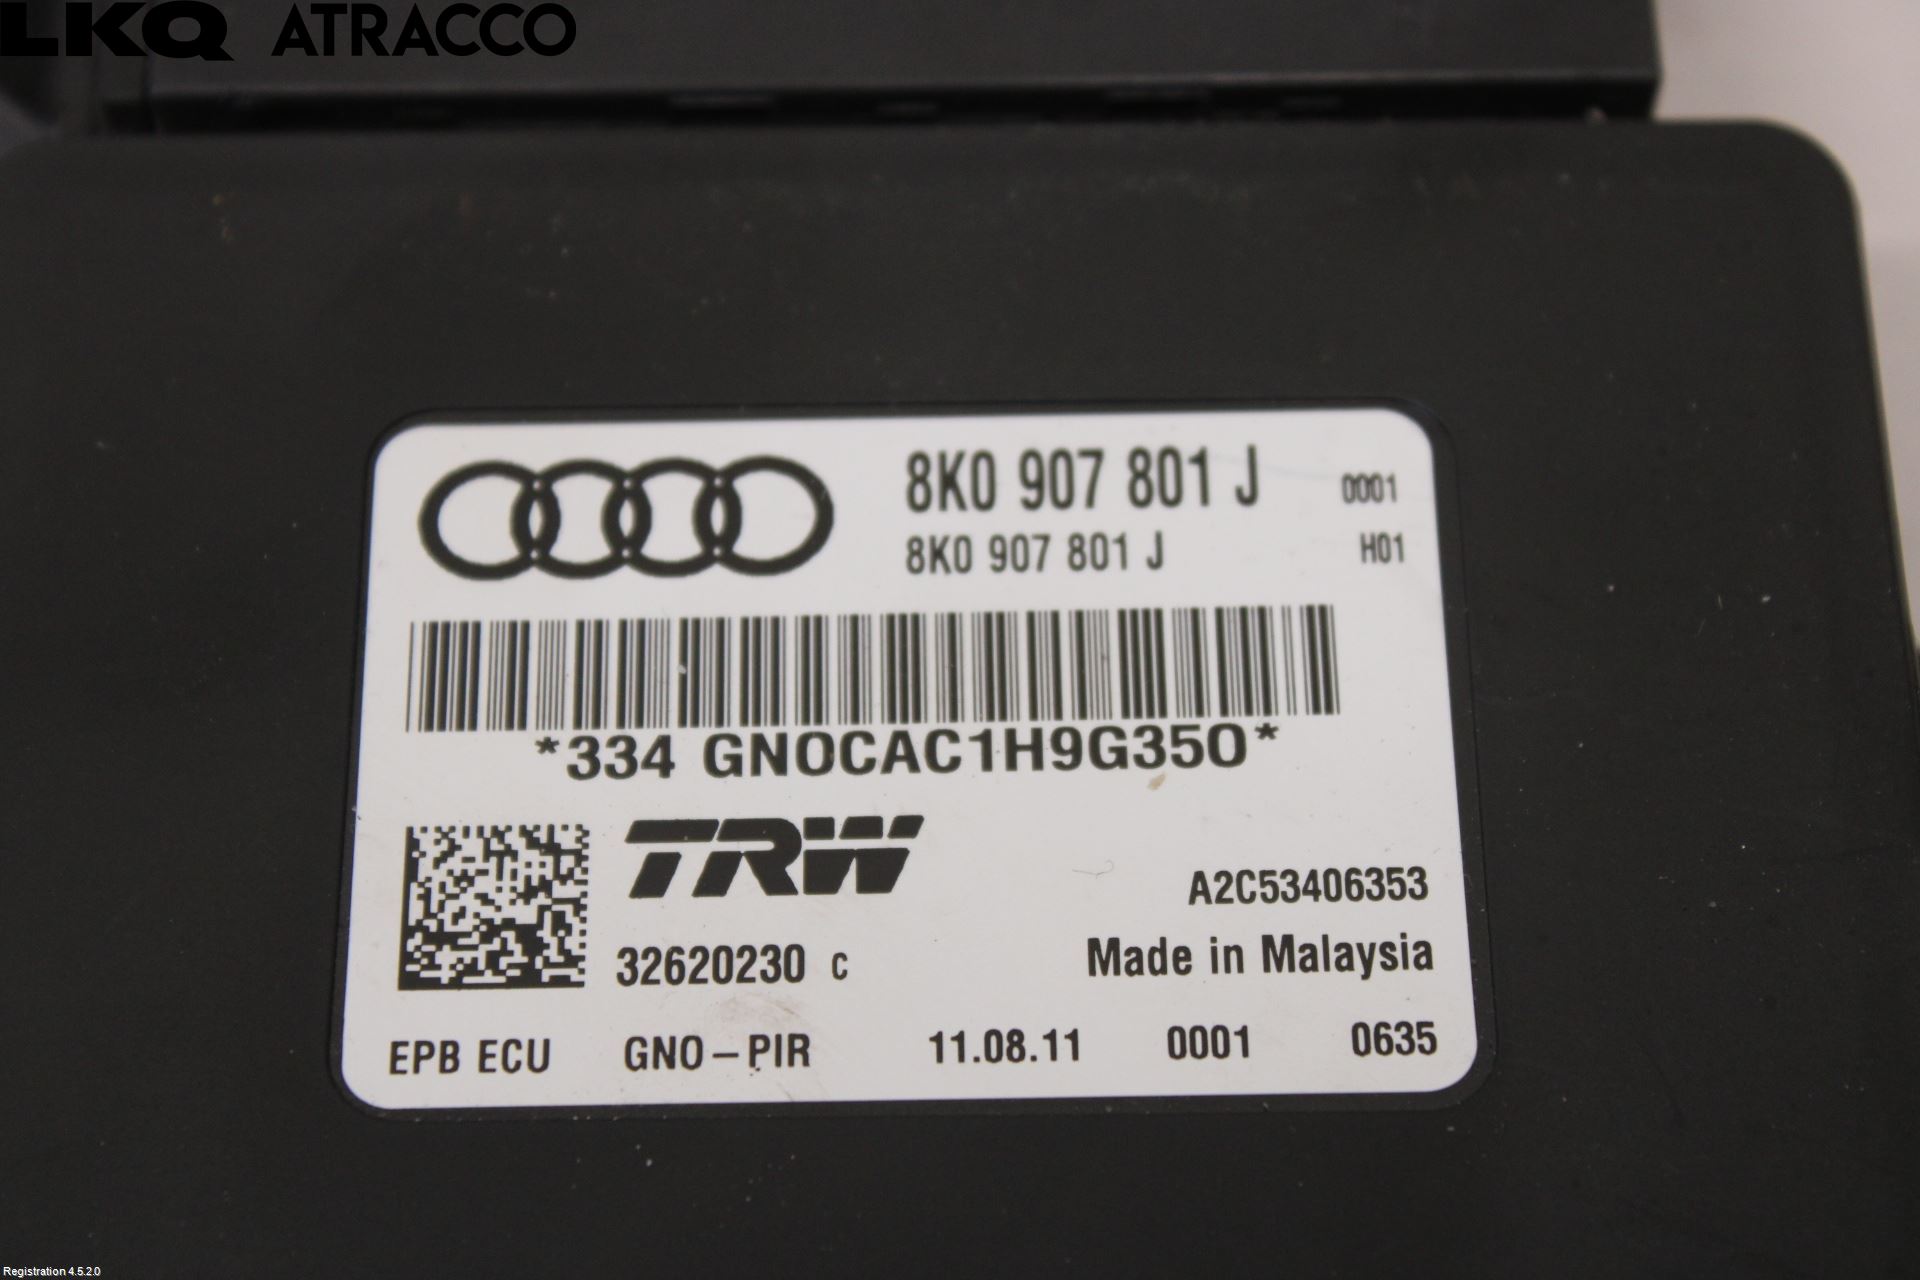 LKQ ATRACCO
8K0 907 801 J 0001
8K0 907 801 J H01
*334 GNOCAC1H9G350*
TRW
A2C53406353
32620230 C Made in Malaysia
EPB ECU GNO-PIR 11.08.11 0001 0635
Registration 4.5.2.0